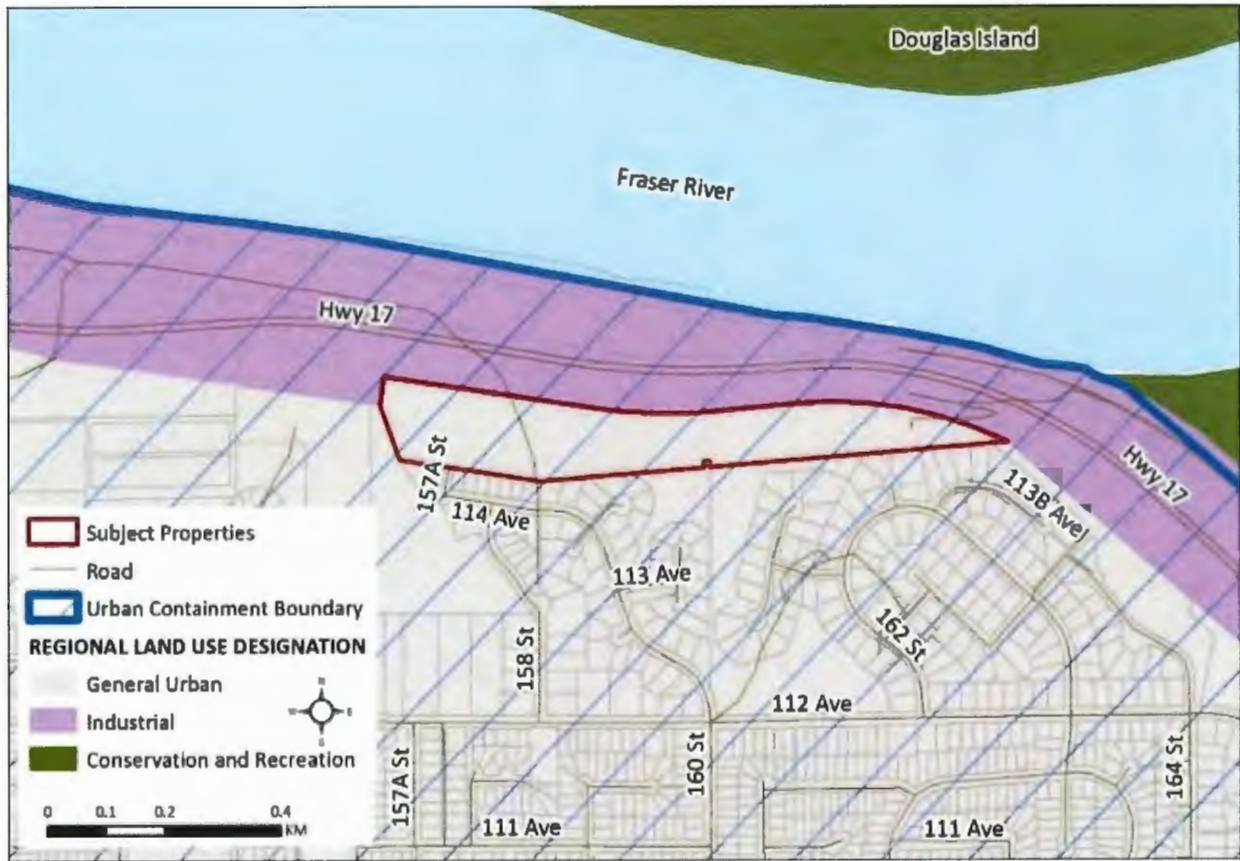 Douglas Island
Fraser River
Hwy 17
Hwy 17
157A St
114 Ave
113B Ave
113 Ave
162 St
158 St
112 Ave
160 St
164 St
157A St
111 Ave
111 Ave
Subject Properties
Road
Urban Containment Boundary
REGIONAL LAND USE DESIGNATION
General Urban
Industrial
Conservation and Recreation
0 0.1 0.2 0.4
KM